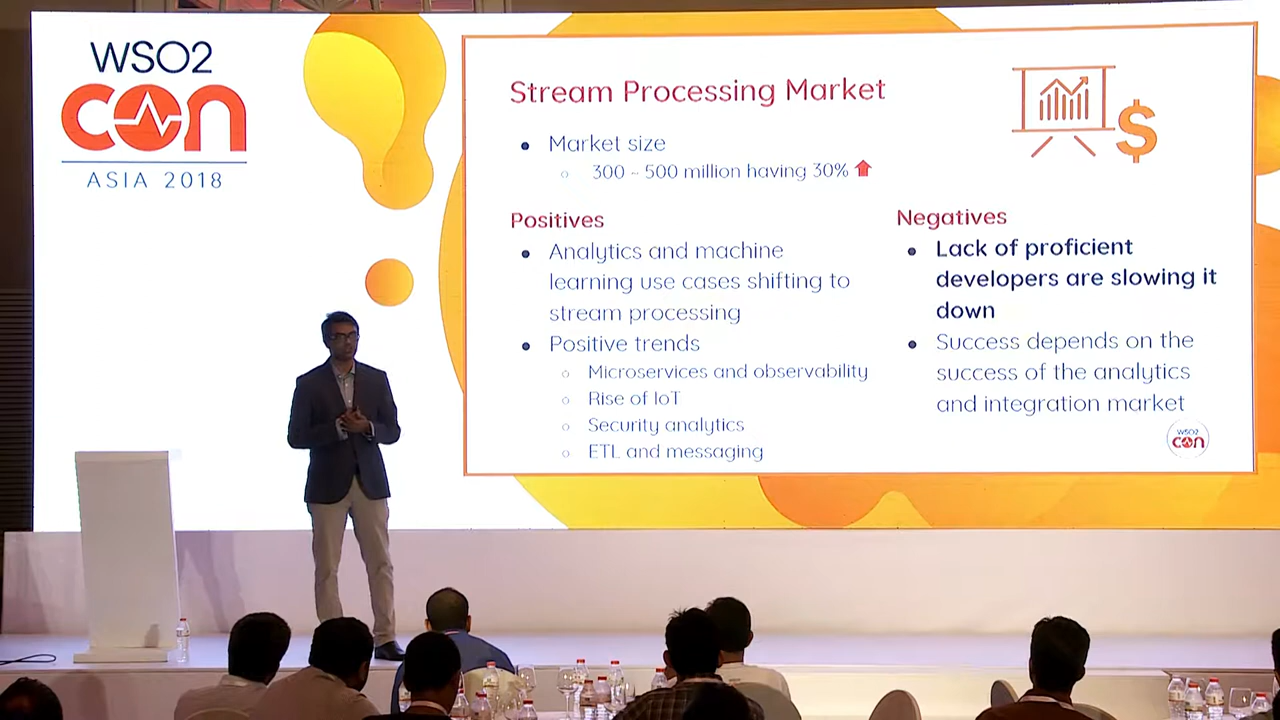 WSO2
con
ASIA 2018
Stream Processing Market
Market size
300 - 500 million having 30%
Positives
Analytics and machine
learning use cases shifting to
stream processing
Positive trends
Microservices and observability
Rise of IoT
Security analytics
ETL and messaging
Negatives
Lack of proficient
developers are slowing it
down
Success depends on the
success of the analytics
and integration market
WSO2
con